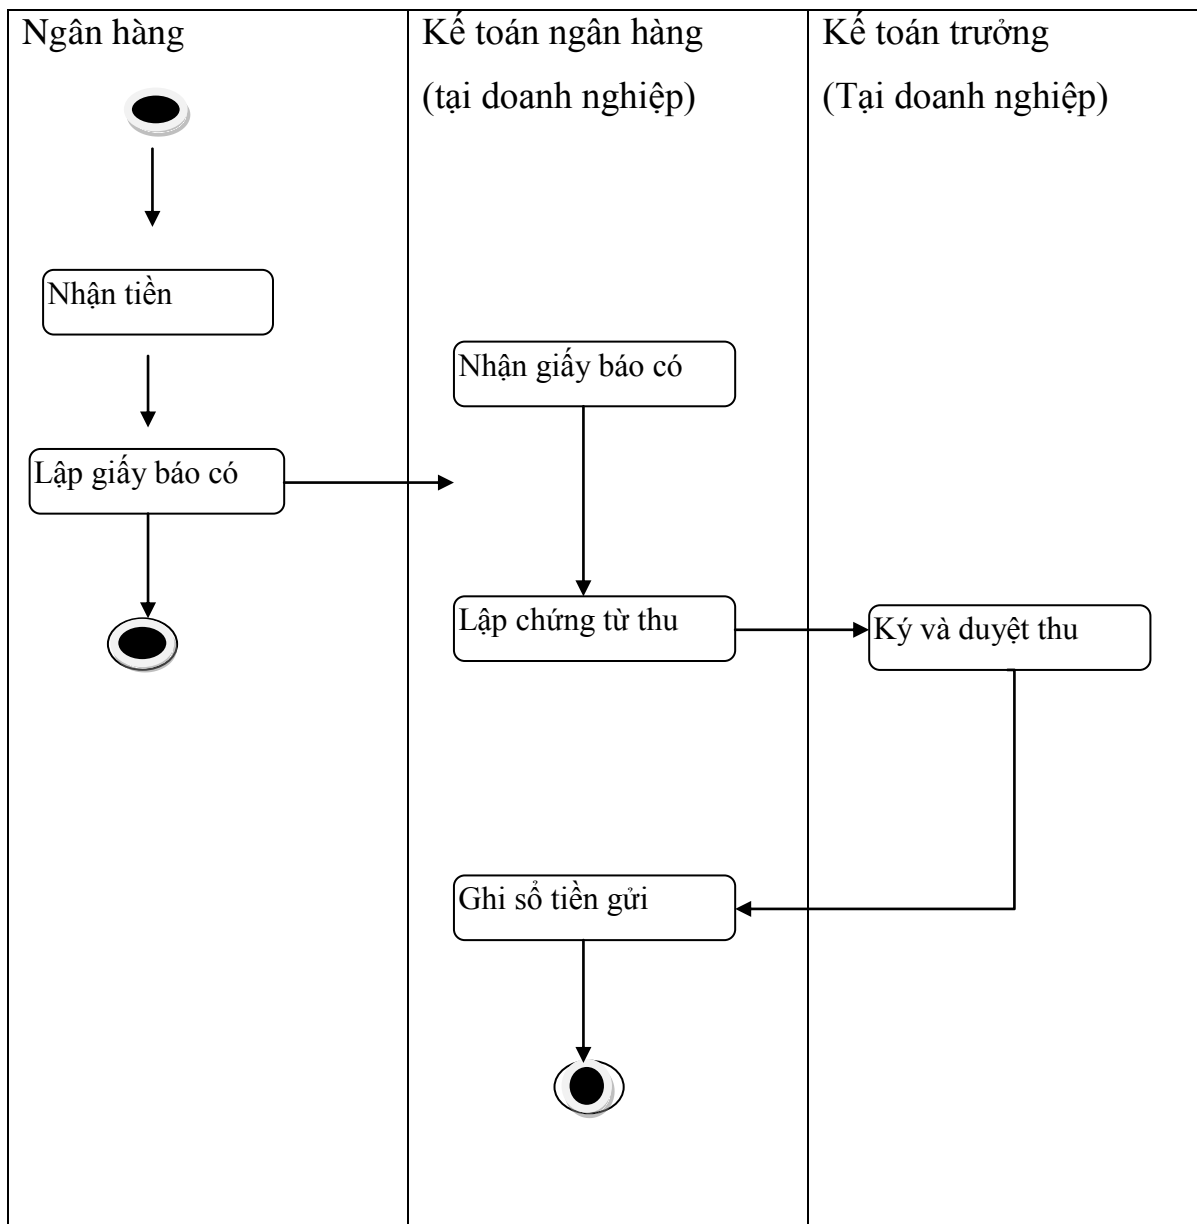 Ngân hàng
Kế toán ngân hàng
(tại doanh nghiệp)
Kế toán trưởng
(Tại doanh nghiệp)
Nhận tiền
Nhận giấy báo có
Lập giấy báo có
Lập chứng từ thu
Ký và duyệt thu
Ghi sổ tiền gửi